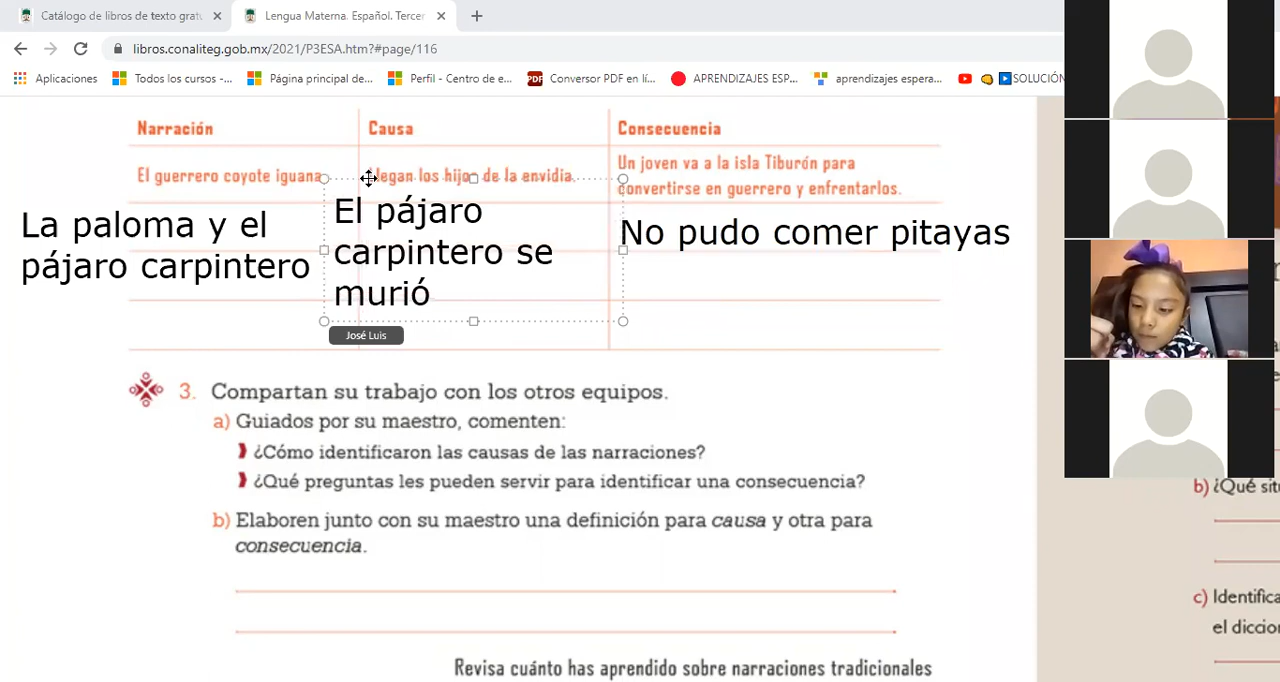 Catálogo de libros de texto gratu
Lengua Materna. Español. Tercer
libros.conaliteg.gob.mx/2021/P3ESA.htm?#page/116
Aplicaciones
Todos los cursos -...
Página principal de...
Perfil - Centro de e...
PDF
Conversor PDF en lí...
APRENDIZAJES ESP...
aprendizajes espera...
SOLUCIÓN
Narración
Causa
Consecuencia
El guerrero coyote iguana
los hijo de la envidia.
Un joven va a la isla Tiburón para
convertirse en guerrero y enfrentarlos.
La paloma y el
pájaro carpintero
El pájaro
carpintero se
murió
No pudo comer pitayas
José Luis
3. Compartan su trabajo con los otros equipos.
a) Guiados por su maestro, comenten:
¿Cómo identificaron las causas de las narraciones?
¿Qué preguntas les pueden servir para identificar una consecuencia?
b) Elaboren junto con su maestro una definición para causa y otra para
consecuencia.
Revisa cuánto has aprendido sobre narraciones tradicionales
b) ¿Qué situ
c) Identifica
el diccion